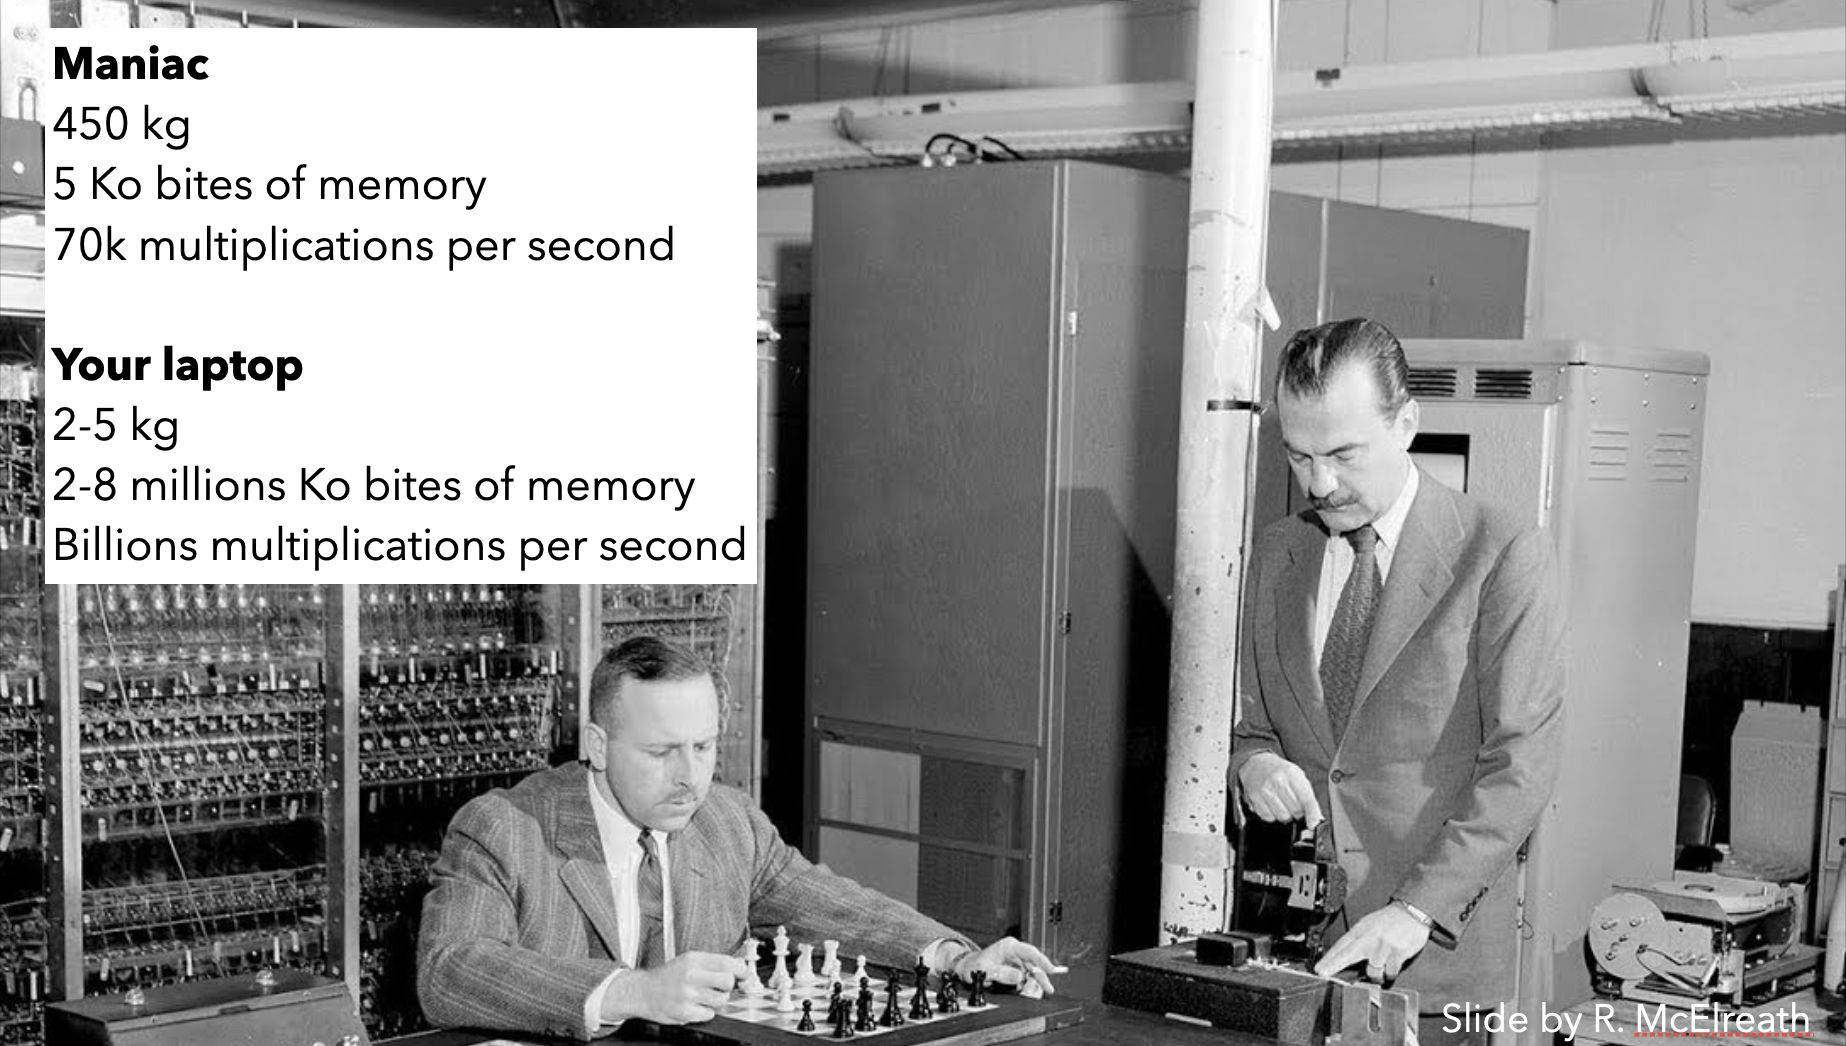 Maniac
450 kg
5 Ko bites of memory
70k multiplications per second
Your laptop
2-5 kg
2-8 millions Ko bites of memory
Billions multiplications per second
Slide by R. McElreath